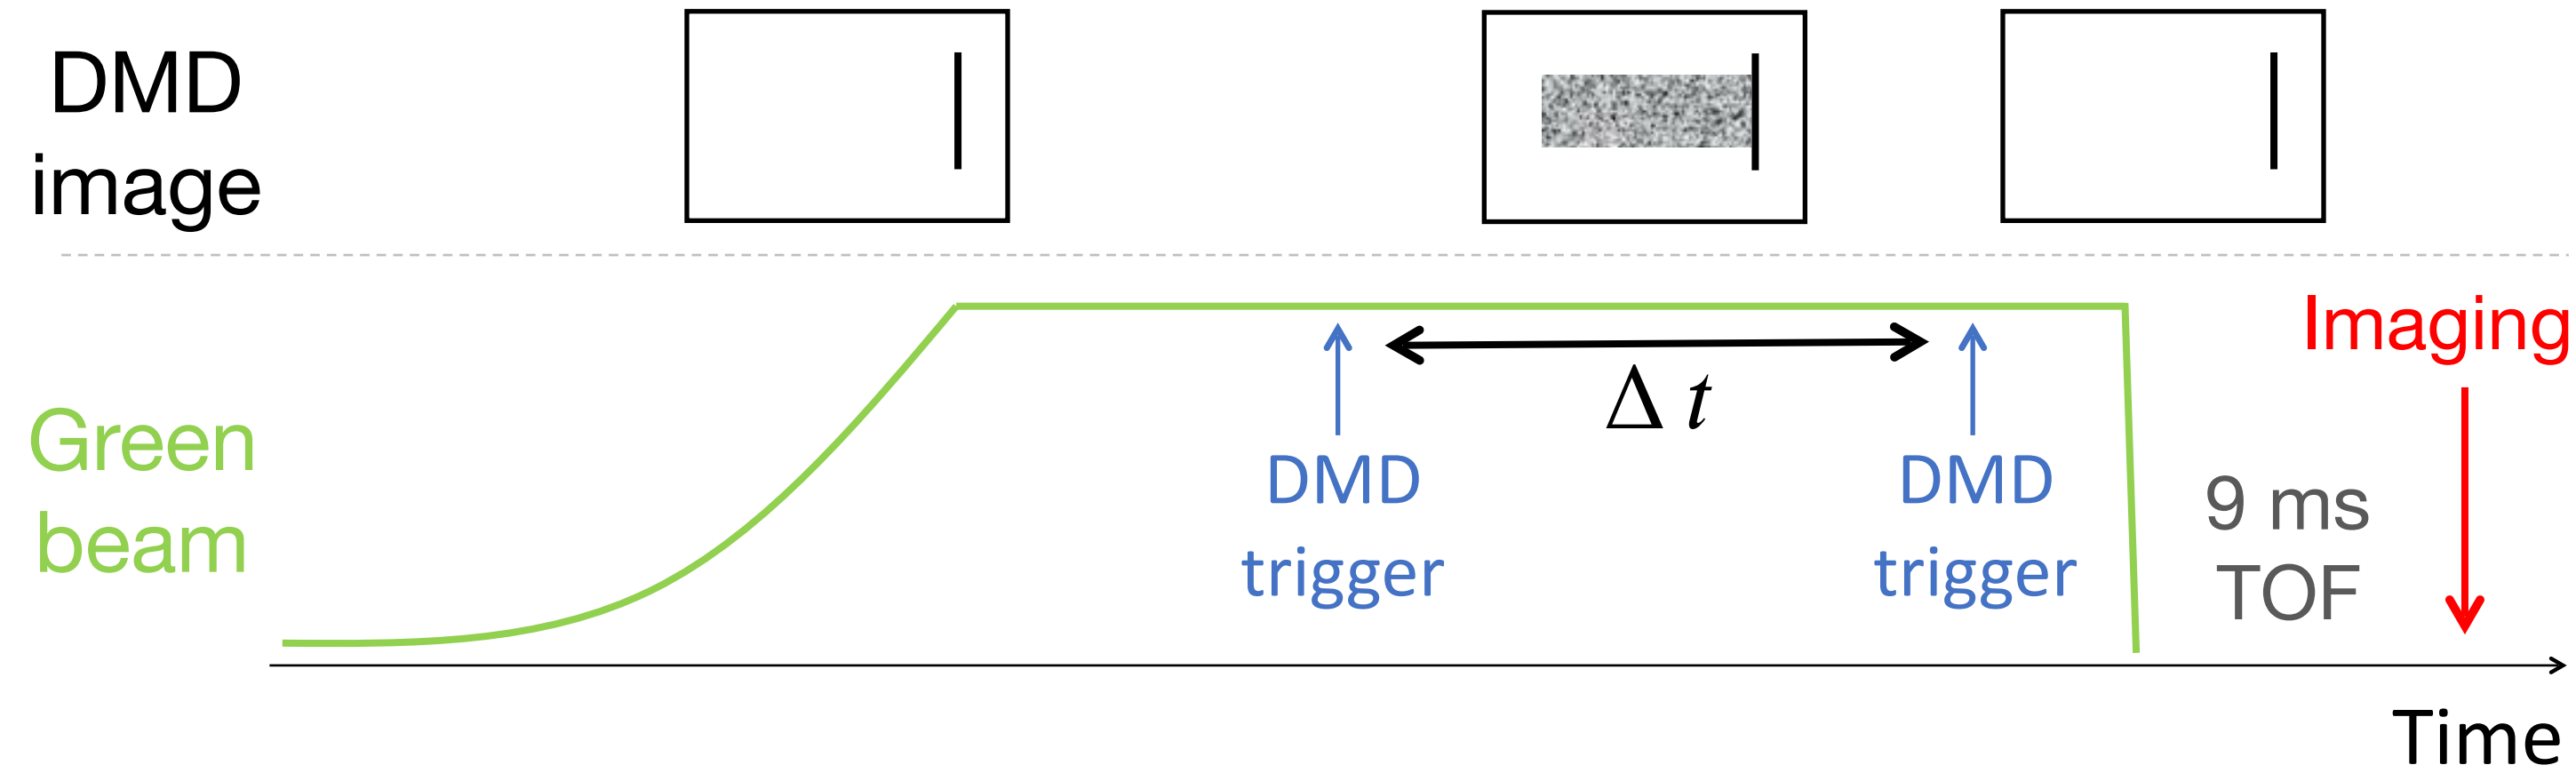 DMD
image
Green
beam
Δ t
DMD
trigger
DMD
trigger
9 ms
TOF
Imaging
Time